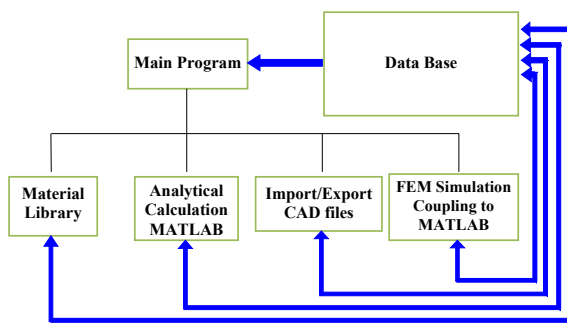 Main Program
Data Base
Material
Library
Analytical
Calculation
MATLAB
Import/Export
CAD files
FEM Simulation
Coupling to
MATLAB